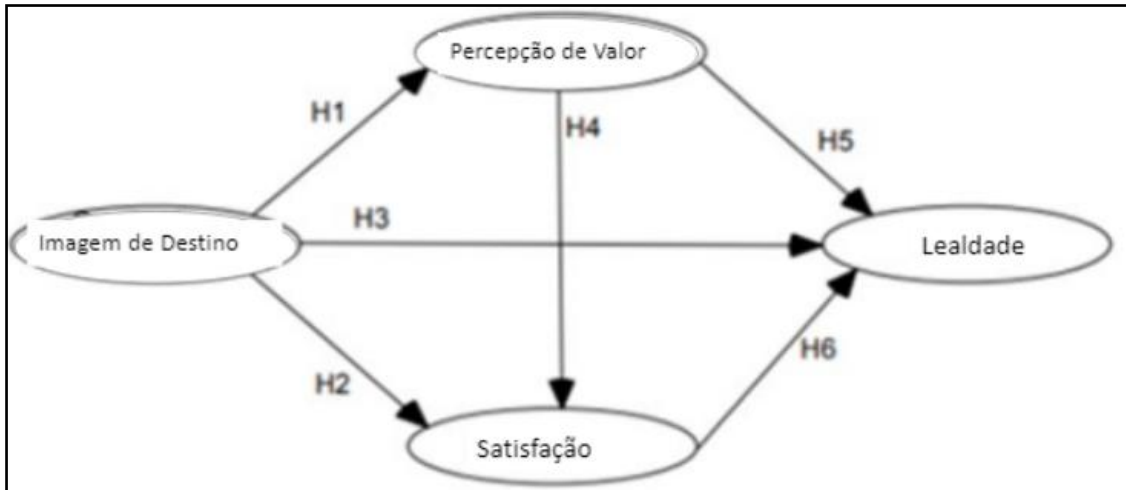 Percepção de Valor
H1
H4
H5
H3
Imagem de Destino
Lealdade
H2
H6
Satisfação